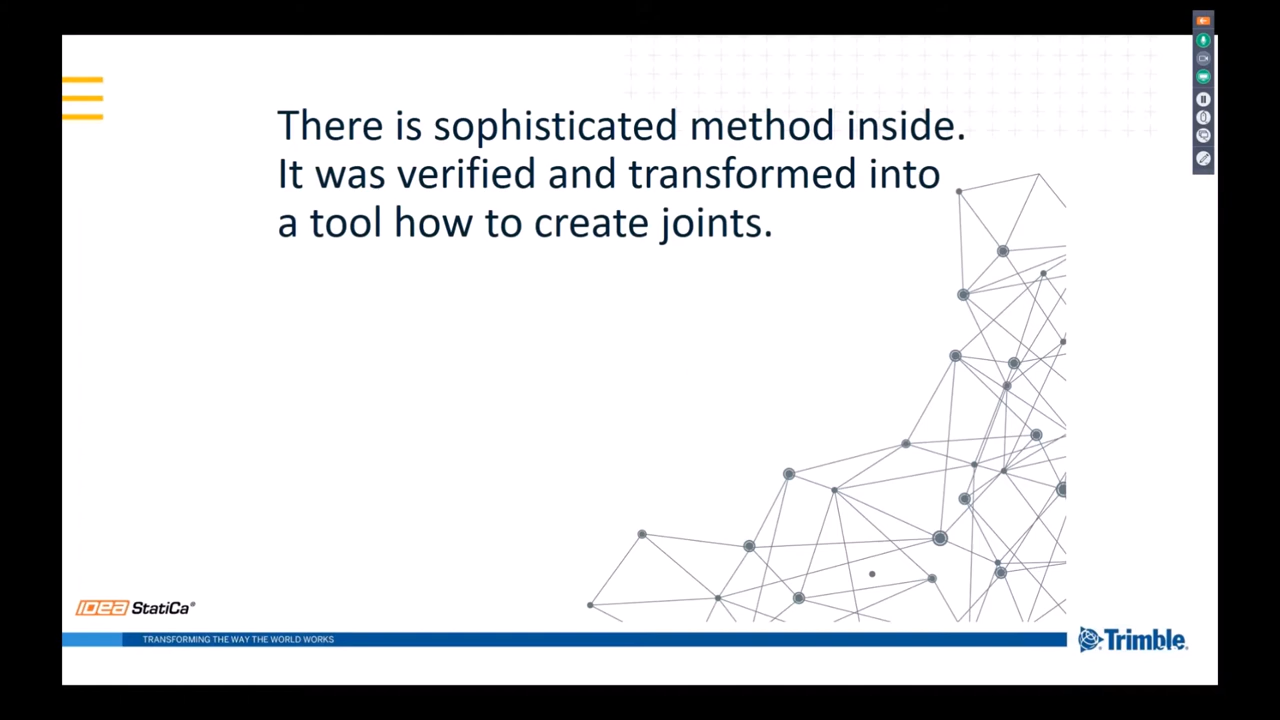 There is sophisticated method inside.
It was verified and transformed into
a tool how to create joints.
IDEA StatiCa®
TRANSFORMING THE WAY THE WORLD WORKS
Trimble®